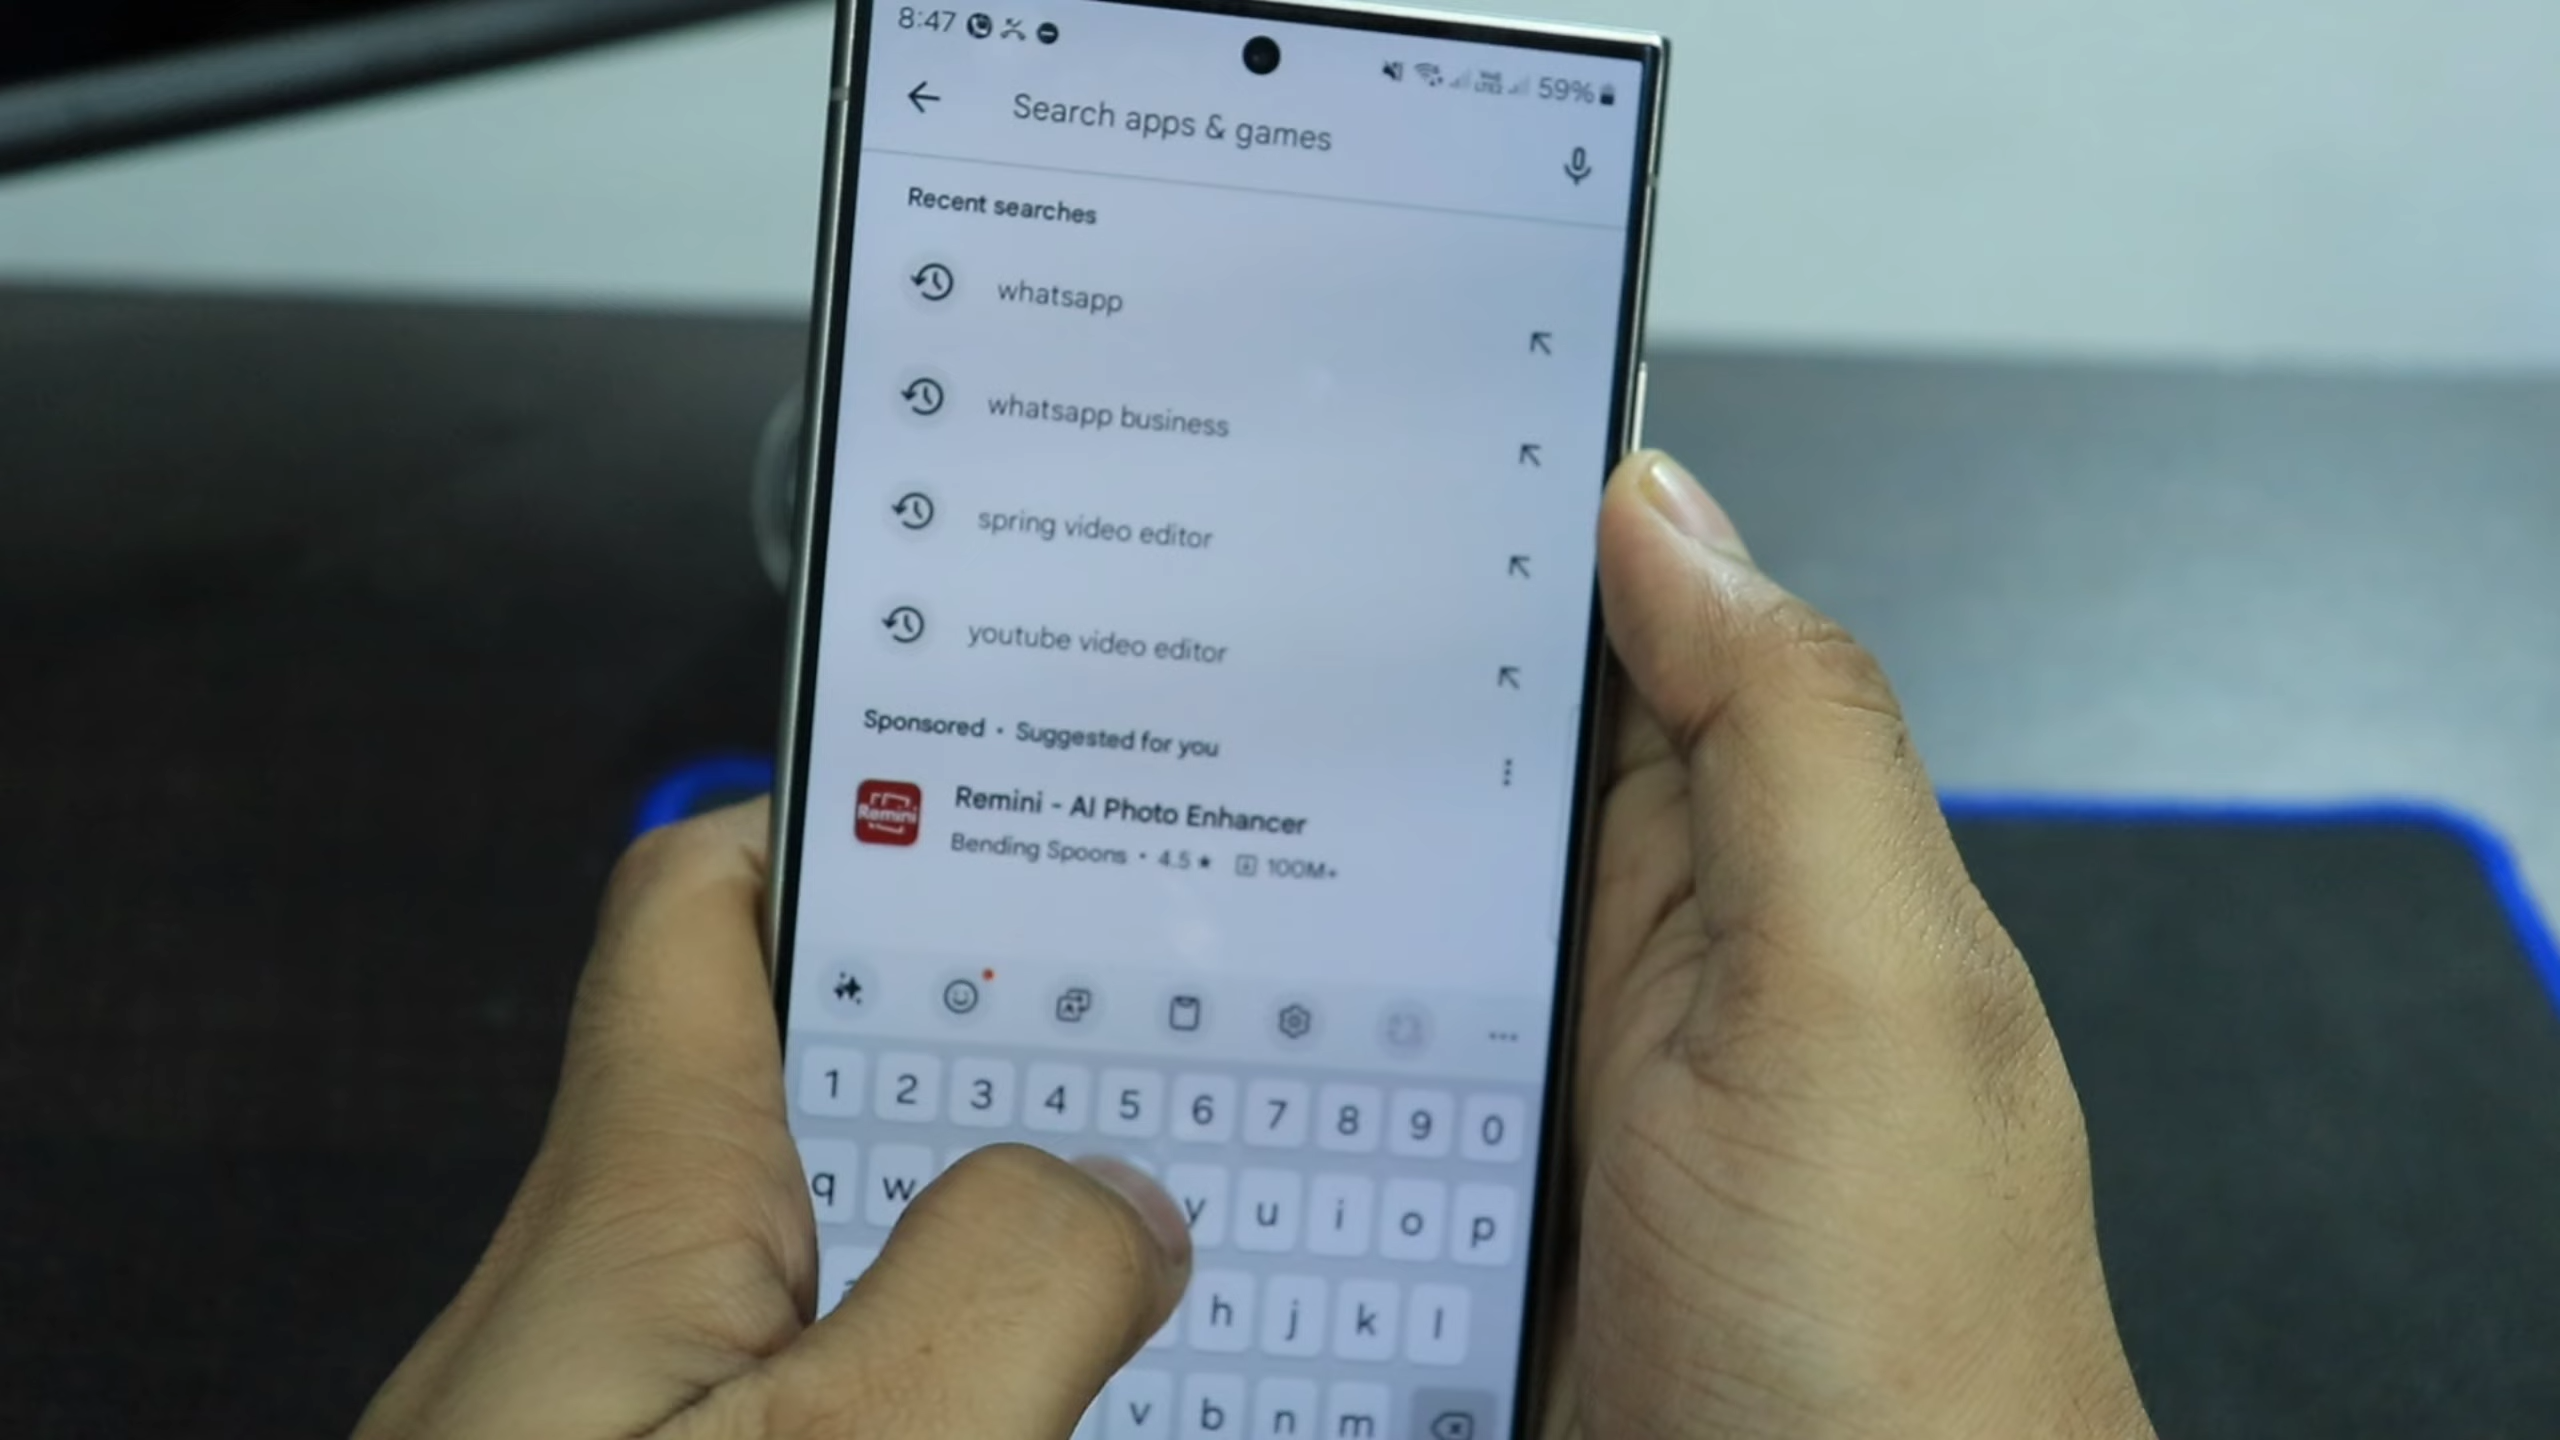 8:47
59%
Search apps & games
Recent searches
whatsapp
whatsapp business
spring video editor
youtube video editor
Sponsored • Suggested for you
Remini
Remini - AI Photo Enhancer
Bending Spoons • 4.5★ 100M+
1 2 3 4 5 6 7 8 9 0
q w y u i o p
h j k l
v b n m